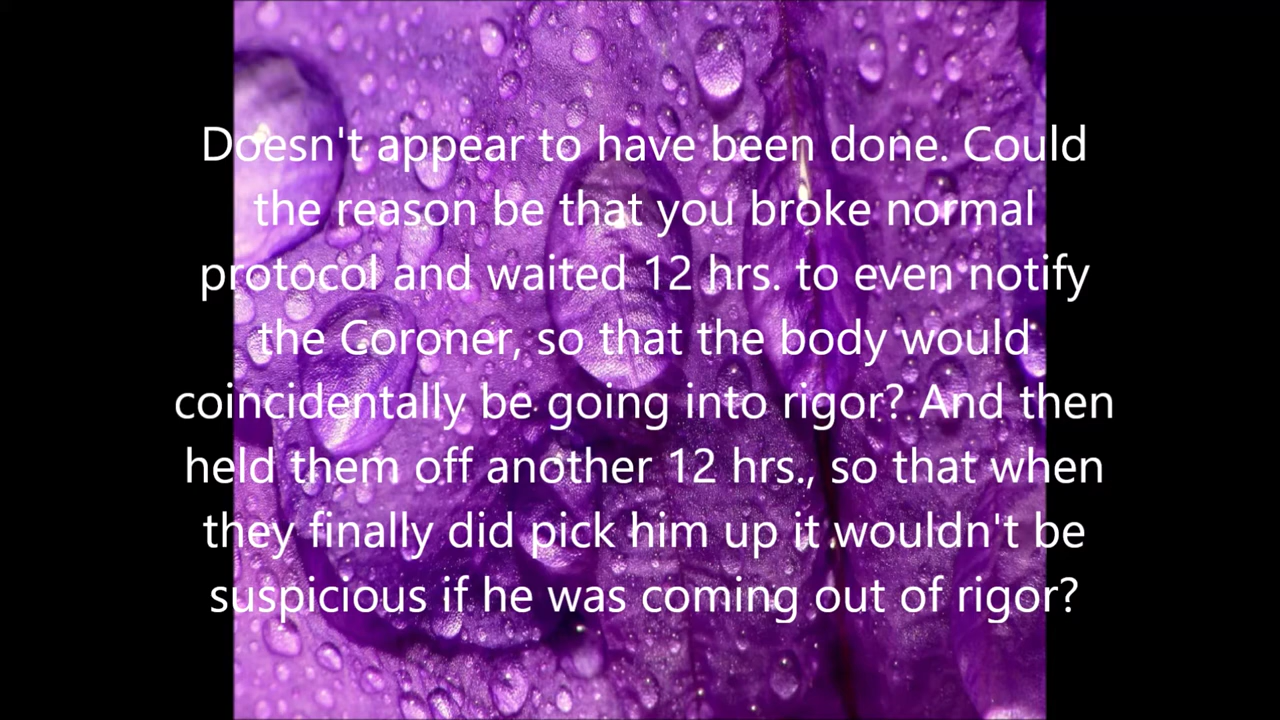 Doesn't appear to have been done. Could
the reason be that you broke normal
protocol and waited 12 hrs. to even notify
the Coroner, so that the body would
coincidentally be going into rigor? And then
held them off another 12 hrs., so that when
they finally did pick him up it wouldn't be
suspicious if he was coming out of rigor?